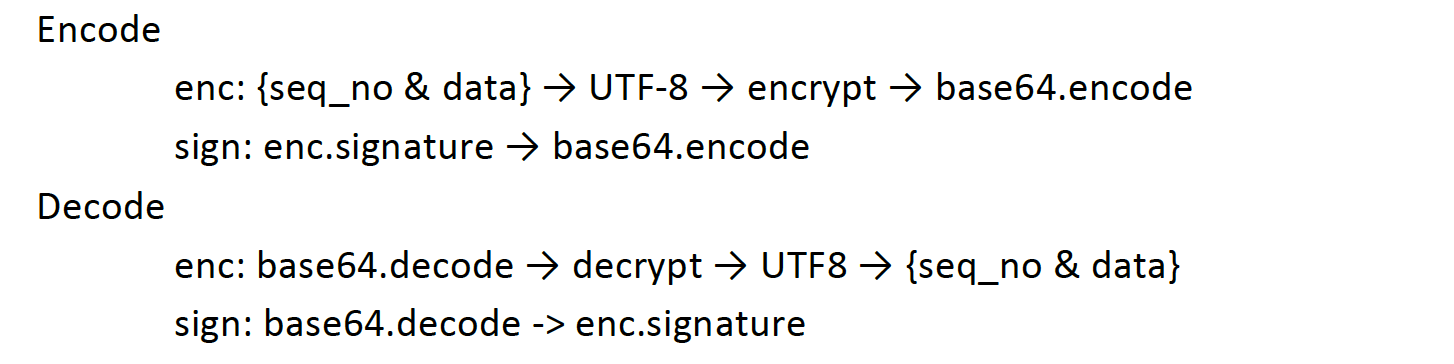 Encode
enc: {seq_no & data} → UTF-8 → encrypt → base64.encode
sign: enc.signature → base64.encode
Decode
enc: base64.decode → decrypt → UTF8 → {seq_no & data}
sign: base64.decode -> enc.signature